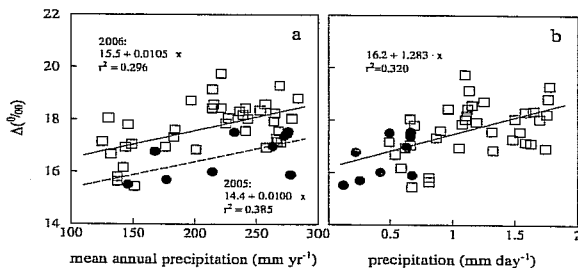 a
2006:
15.5 + 0.0105 · x
r² = 0.296
2005:
14.4 + 0.0100 · x
r² = 0.385
Δ(⁰/₀₀)
22
20
18
16
14
100 150 200 250 300
mean annual precipitation (mm yr⁻¹)
b
16.2 + 1.283 · x
r²=0.320
0 0.5 1 1.5 2
precipitation (mm day⁻¹)